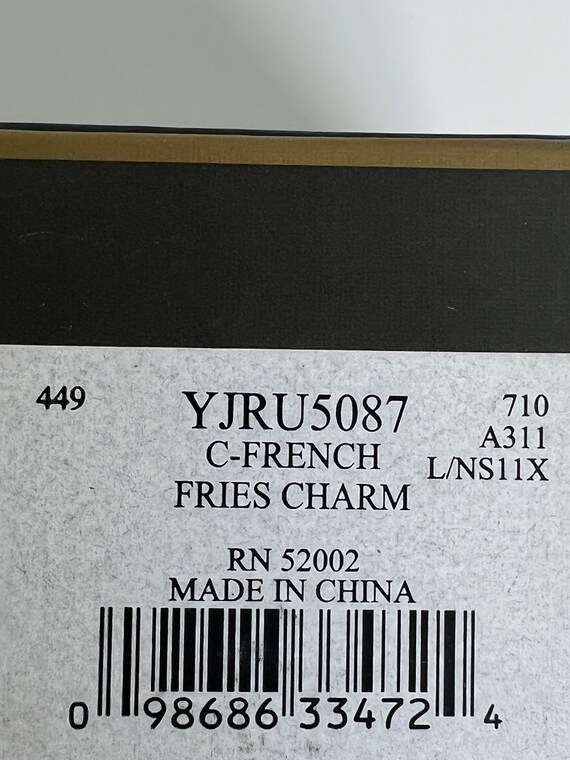 449
YJRU5087
710
C-FRENCH
A311
FRIES CHARM
L/NS11X
RN 52002
MADE IN CHINA
0 98686 33472 4